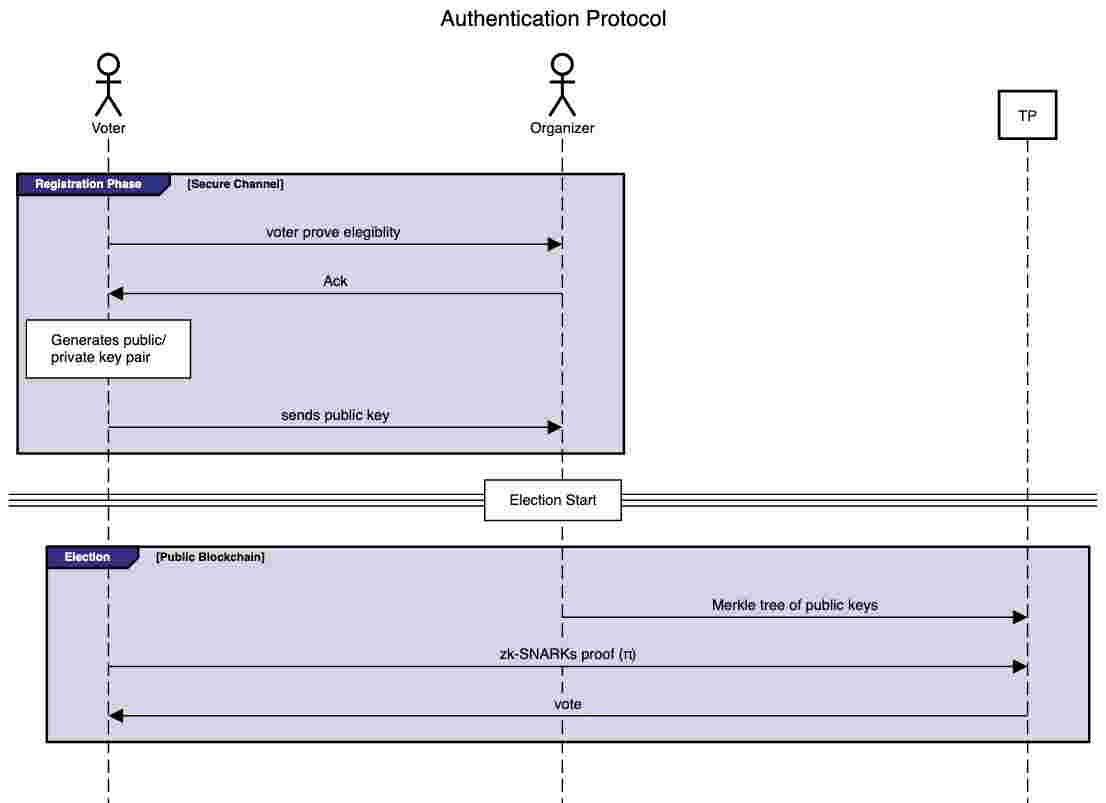 Authentication Protocol
Voter
Organizer
TP
Registration Phase
[Secure Channel]
voter prove elegiblity
Ack
Generates public/
private key pair
sends public key
Election Start
Election
[Public Blockchain]
Merkle tree of public keys
zk-SNARKs proof (π)
vote